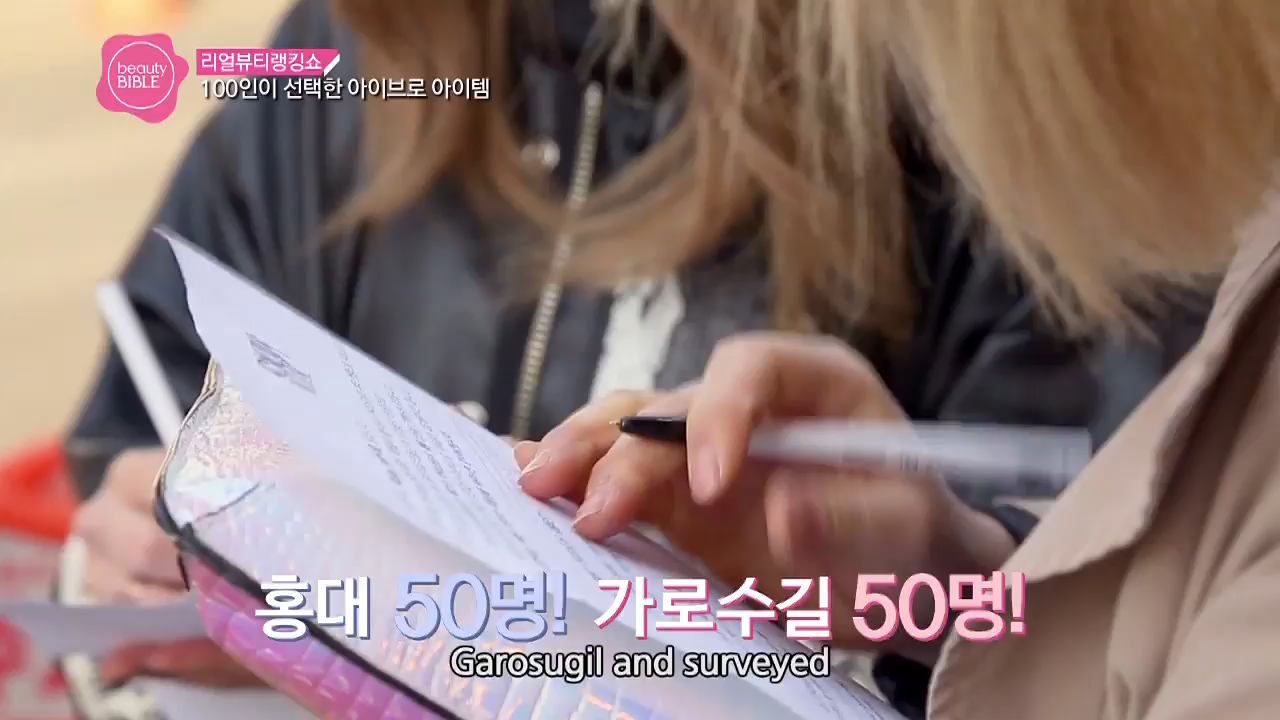 beauty
BIBLE
리얼뷰티랭킹쇼
100인이 선택한 아이브로 아이템
홍대 50명! 가로수길 50명!
Garosugil and surveyed